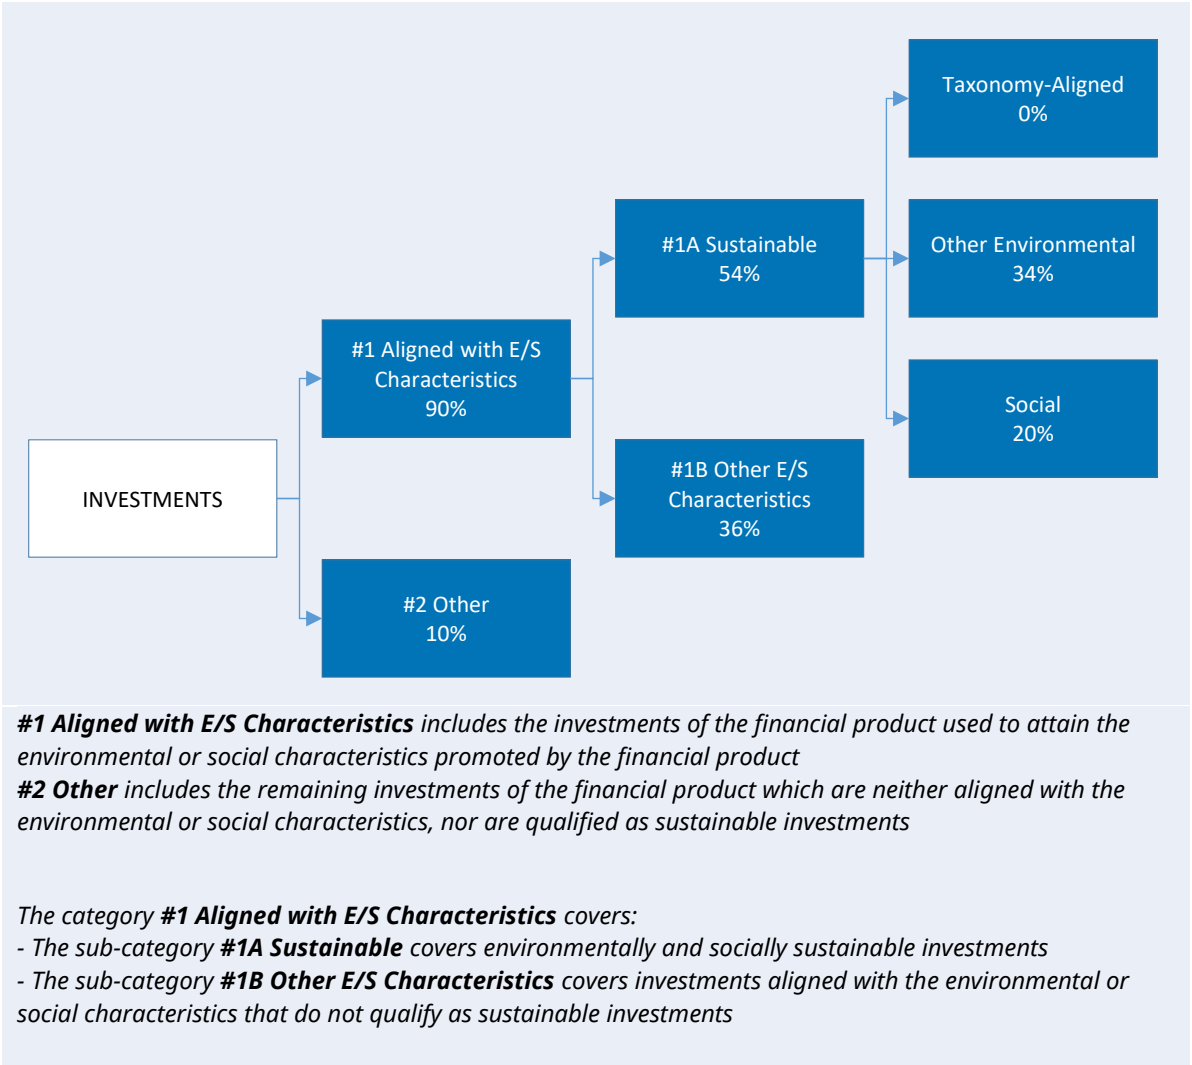 Taxonomy-Aligned
0%
#1A Sustainable
54%
Other Environmental
34%
#1 Aligned with E/S
Characteristics
90%
Social
20%
#1B Other E/S
Characteristics
36%
INVESTMENTS
#2 Other
10%
#1 Aligned with E/S Characteristics includes the investments of the financial product used to attain the
environmental or social characteristics promoted by the financial product
#2 Other includes the remaining investments of the financial product which are neither aligned with the
environmental or social characteristics, nor are qualified as sustainable investments
The category #1 Aligned with E/S Characteristics covers:
- The sub-category #1A Sustainable covers environmentally and socially sustainable investments
- The sub-category #1B Other E/S Characteristics covers investments aligned with the environmental or
social characteristics that do not qualify as sustainable investments